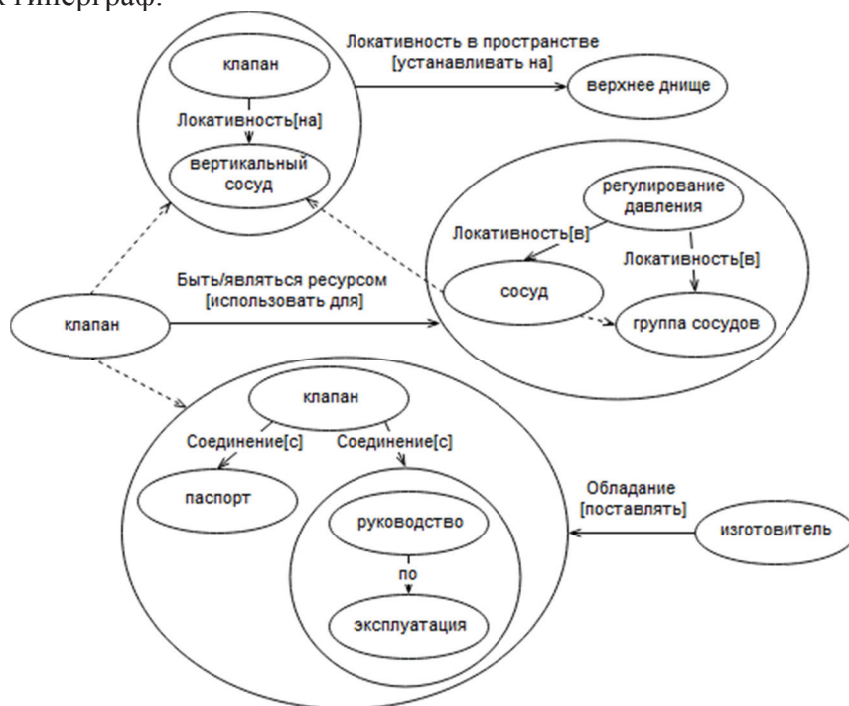 к гиперграф.
клапан
Локативность[на]
вертикальный
сосуд
Локативность в пространстве
[устанавливать на]
верхнее днище
регулирование
давления
Локативность[в]
Локативность[в]
сосуд
группа сосудов
Быть/являться ресурсом
[использовать для]
клапан
клапан
Соединение[с]
Соединение[с]
паспорт
руководство
по
эксплуатация
Обладание
[поставлять]
изготовитель